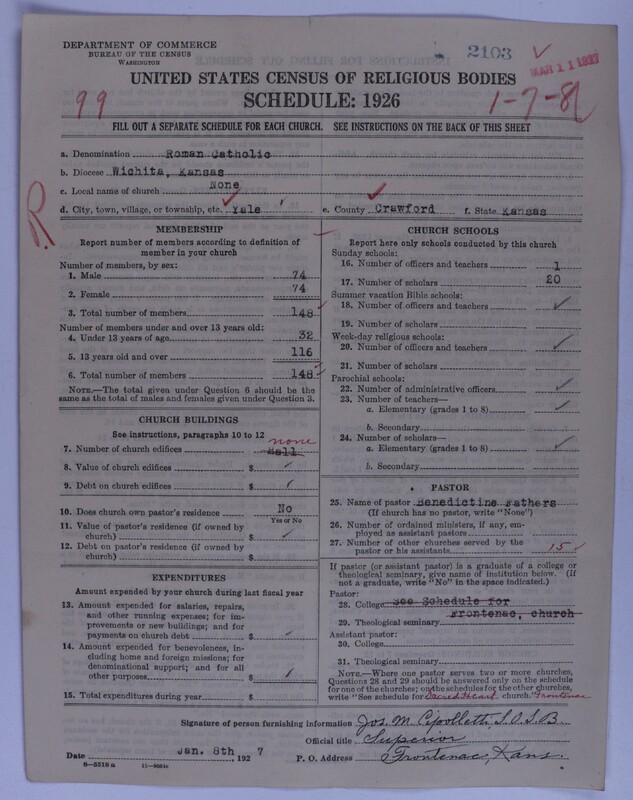 DEPARTMENT OF COMMERCE
BUREAU OF THE CENSUS
WASHINGTON
2103
MAR 11 1927
UNITED STATES CENSUS OF RELIGIOUS BODIES
SCHEDULE: 1926
99
1-7-8
FILL OUT A SEPARATE SCHEDULE FOR EACH CHURCH. SEE INSTRUCTIONS ON THE BACK OF THIS SHEET
a. Denomination Roman Catholic
b. Diocese Wichita, Kansas
c. Local name of church None
d. City, town, village, or township, etc. Yale e. County Crawford f. State Kansas
R
MEMBERSHIP
Report number of members according to definition of
member in your church
Number of members, by sex:
1. Male 74
2. Female 74
3. Total number of members 148
Number of members under and over 13 years old:
4. Under 13 years of age 32
5. 13 years old and over 116
6. Total number of members 148
NOTE.—The total given under Question 6 should be
same as the total of males and females given under Question 3.
CHURCH BUILDINGS
See instructions, paragraphs 10 to 12
none
7. Number of church edifices Hall
8. Value of church edifices $
9. Debt on church edifices $
10. Does church own pastor's residence? No
Yes or No
11. Value of pastor's residence (if owned by
church) $
12. Debt on pastor's residence (if owned by
church) $
EXPENDITURES
Amount expended by your church during last fiscal year
13. Amount expended for salaries, repairs,
and other running expenses; for im-
provements or new buildings; and for
payments on church debt $
14. Amount expended for benevolences, in-
cluding home and foreign missions; for
denominational support; and for all
other purposes $
15. Total expenditures during year $
CHURCH SCHOOLS
Report here only schools conducted by this church
Sunday schools:
16. Number of officers and teachers 1
17. Number of scholars 20
Summer vacation Bible schools:
18. Number of officers and teachers
19. Number of scholars
Week-day religious schools:
20. Number of officers and teachers
21. Number of scholars
Parochial schools:
22. Number of administrative officers
23. Number of teachers—
a. Elementary (grades 1 to 8)
b. Secondary
24. Number of scholars—
a. Elementary (grades 1 to 8)
b. Secondary
PASTOR
25. Name of pastor Benedictine Fathers
(If church has no pastor, write "None")
26. Number of ordained ministers, if any, em-
ployed as assistant pastors
27. Number of other churches served by the
pastor or his assistants 15
If pastor (or assistant pastor) is a graduate of a college or
theological seminary, give name of institution below. (If
not a graduate, write "No" in the space indicated.)
Pastor:
28. College See Schedule for
29. Theological seminary Frontenac, church
Assistant pastor:
30. College
31. Theological seminary
NOTE.—Where one pastor serves two or more churches,
Questions 28 and 29 should be answered only on the schedule
for one of the churches; on the schedules for the other churches,
write "See schedule for Sacred Heart church." Frontenac
Signature of person furnishing information Jos. M. Cipolletti, S.O.S.B.
Official title Superior
Date Jan. 8th, 1927 P. O. Address Frontenac, Kans.